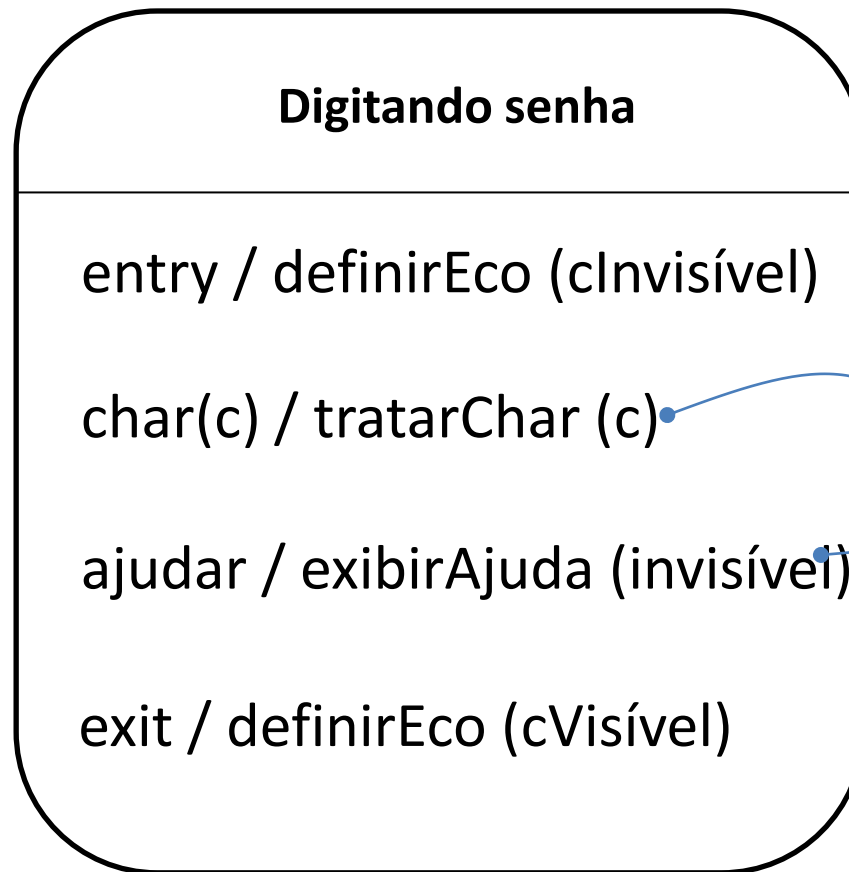 Digitando senha
entry / definirEco (cInvisível)
char(c) / tratarChar (c)
ajudar / exibirAjuda (invisível)
exit / definirEco (cVisível)